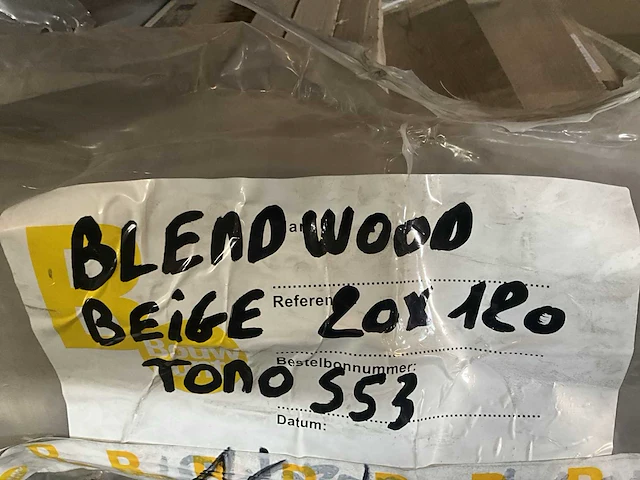 BLENDWOOD
BEIGE 20X120
Referen
Bestelbonnummer:
TONO 553
Datum: